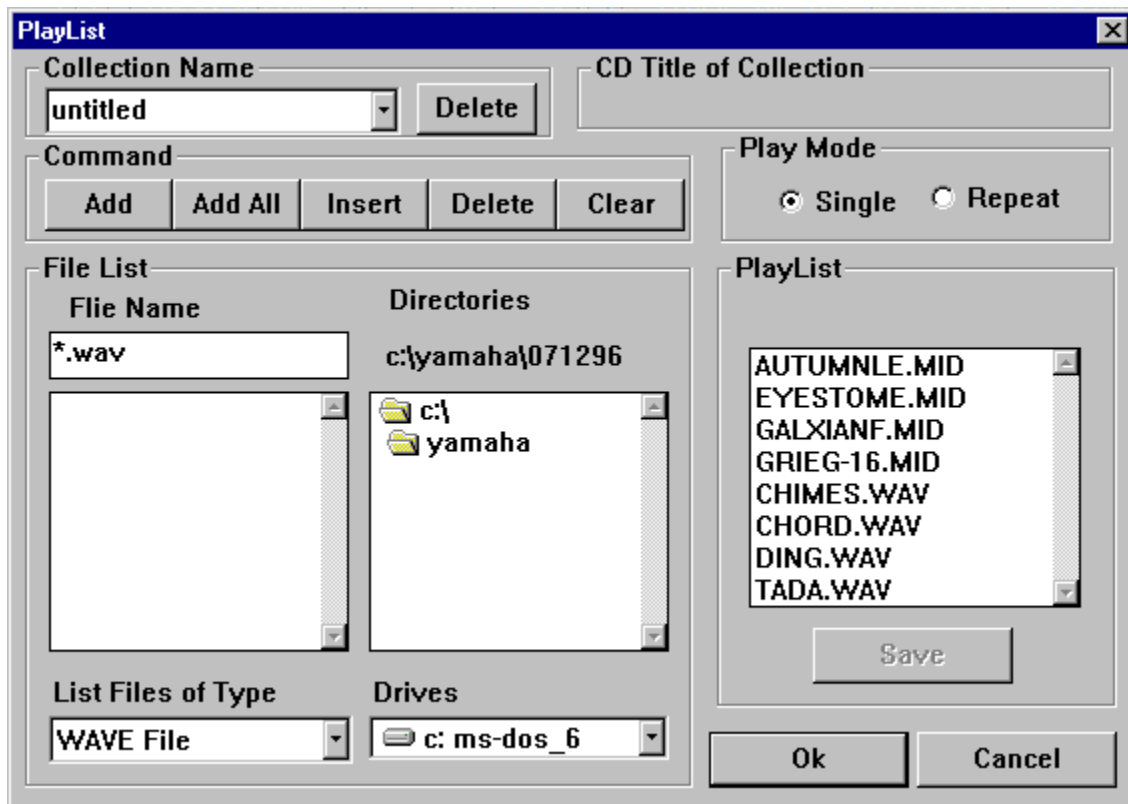 PlayList
Collection Name
untitled
Delete
CD Title of Collection
Command
Add
Add All
Insert
Delete
Clear
Play Mode
Single
Repeat
File List
Flie Name
*.wav
Directories
c:\yamaha\071296
c:\
yamaha
List Files of Type
WAVE File
Drives
c: ms-dos_6
PlayList
AUTUMNLE.MID
EYESTOME.MID
GALXIANF.MID
GRIEG-16.MID
CHIMES.WAV
CHORD.WAV
DING.WAV
TADA.WAV
Save
Ok
Cancel